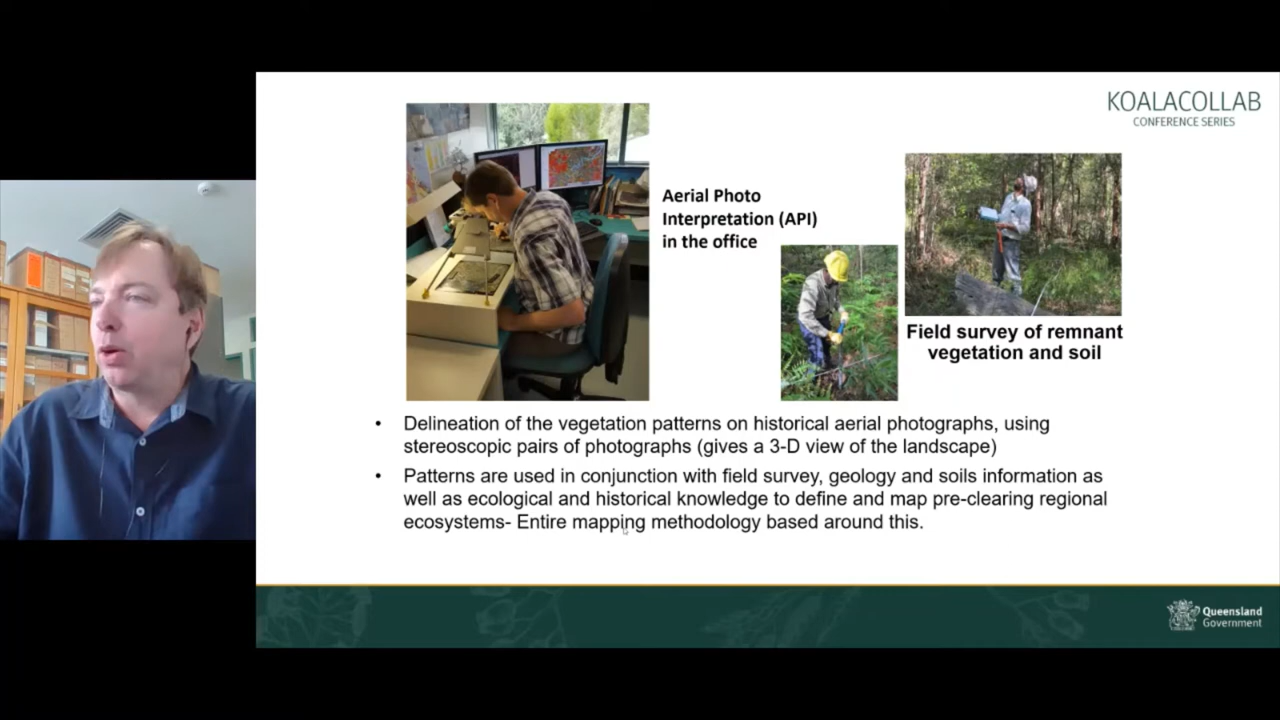 KOALACOLLAB
CONFERENCE SERIES
Aerial Photo
Interpretation (API)
in the office
Field survey of remnant
vegetation and soil
• Delineation of the vegetation patterns on historical aerial photographs, using
stereoscopic pairs of photographs (gives a 3-D view of the landscape)
• Patterns are used in conjunction with field survey, geology and soils information as
well as ecological and historical knowledge to define and map pre-clearing regional
ecosystems- Entire mapping methodology based around this.
Queensland
Government